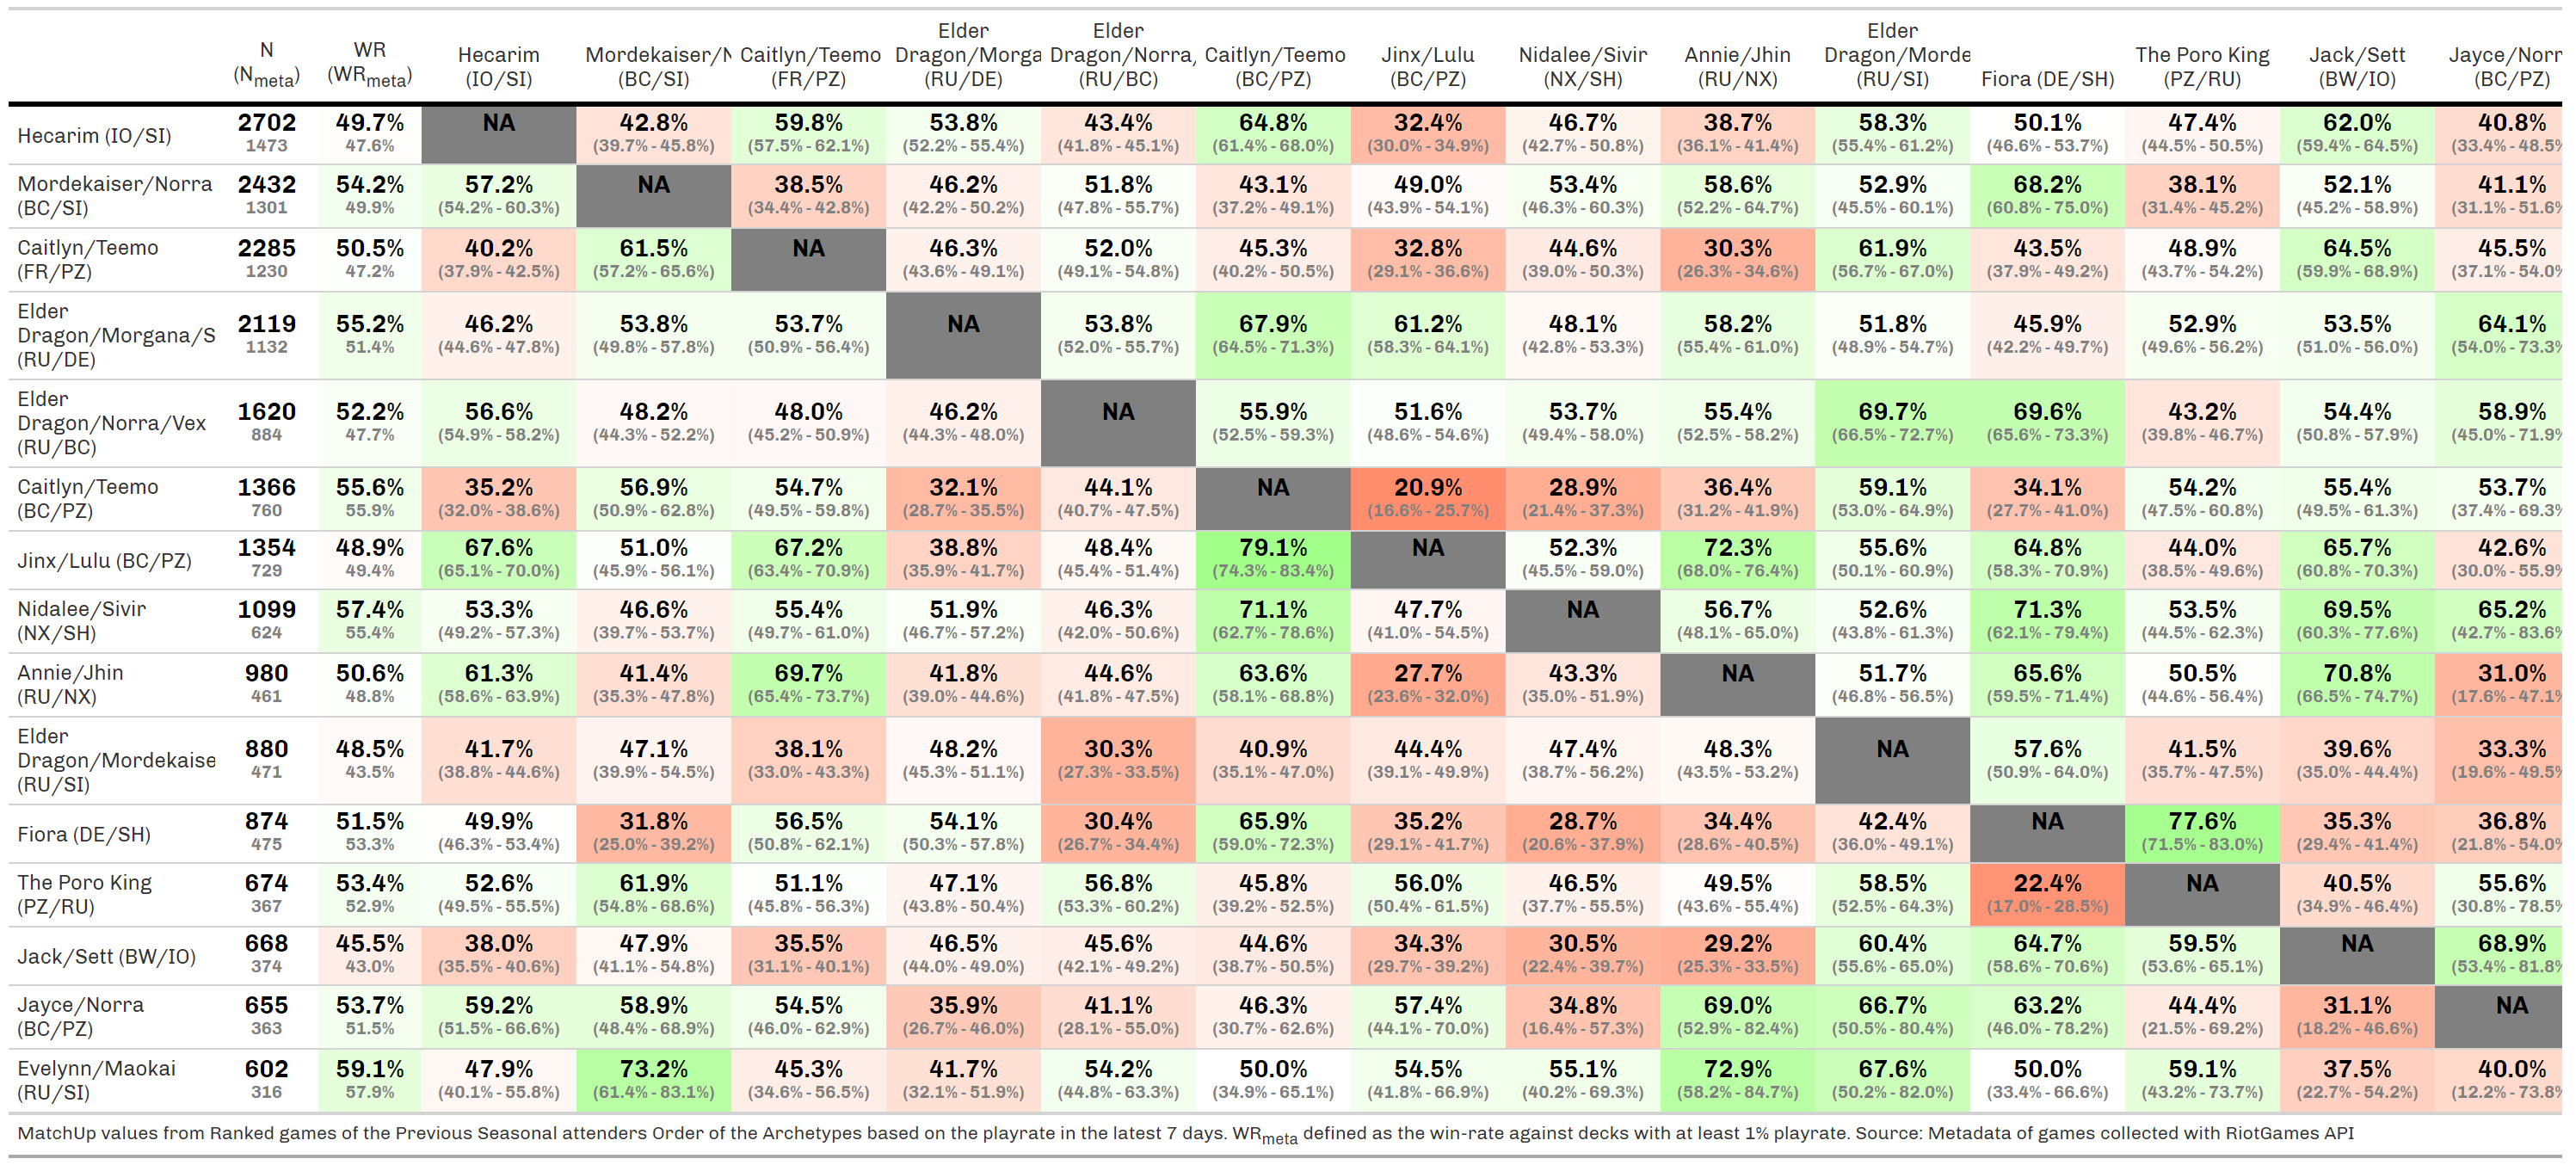 N (Nmeta) WR (WRmeta) Hecarim (IO/SI) Mordekaiser/N (BC/SI) Caitlyn/Teemo (FR/PZ) Elder Dragon/Morga (RU/DE) Elder Dragon/Norra, (RU/BC) Caitlyn/Teemo (BC/PZ) Jinx/Lulu (BC/PZ) Nidalee/Sivir (NX/SH) Annie/Jhin (RU/NX) Elder Dragon/Morde (RU/SI) Fiora (DE/SH) The Poro King (PZ/RU) Jack/Sett (BW/IO) Jayce/Norr (BC/PZ)
Hecarim (IO/SI) 2702 49.7% NA 42.8% 59.8% 53.8% 43.4% 64.8% 32.4% 46.7% 38.7% 58.3% 50.1% 47.4% 62.0% 40.8%
1473 47.6% (39.7% - 45.8%) (57.5% - 62.1%) (52.2% - 55.4%) (41.8% - 45.1%) (61.4% - 68.0%) (30.0% - 34.9%) (42.7% - 50.8%) (36.1% - 41.4%) (55.4% - 61.2%) (46.6% - 53.7%) (44.5% - 50.5%) (59.4% - 64.5%) (33.4% - 48.5%
Mordekaiser/Norra 2432 54.2% 57.2% NA 38.5% 46.2% 51.8% 43.1% 49.0% 53.4% 58.6% 52.9% 68.2% 38.1% 52.1% 41.1%
(BC/SI) 1301 49.9% (54.2% - 60.3%) (34.4% - 42.8%) (42.2% - 50.2%) (47.8% - 55.7%) (37.2% - 49.1%) (43.9% - 54.1%) (46.3% - 60.3%) (52.2% - 64.7%) (45.5% - 60.1%) (60.8% - 75.0%) (31.4% - 45.2%) (45.2% - 58.9%) (31.1% - 51.6%
Caitlyn/Teemo 2285 50.5% 40.2% 61.5% NA 46.3% 52.0% 45.3% 32.8% 44.6% 30.3% 61.9% 43.5% 48.9% 64.5% 45.5%
(FR/PZ) 1230 47.2% (37.9% - 42.5%) (57.2% - 65.6%) (43.6% - 49.1%) (49.1% - 54.8%) (40.2% - 50.5%) (29.1% - 36.6%) (39.0% - 50.3%) (26.3% - 34.6%) (56.7% - 67.0%) (37.9% - 49.2%) (43.7% - 54.2%) (59.9% - 68.9%) (37.1% - 54.0%
Elder
Dragon/Morgana/S 2119 55.2% 46.2% 53.8% 53.7% NA 53.8% 67.9% 61.2% 48.1% 58.2% 51.8% 45.9% 52.9% 53.5% 64.1%
(RU/DE) 1132 51.4% (44.6% - 47.8%) (49.8% - 57.8%) (50.9% - 56.4%) (52.0% - 55.7%) (64.5% - 71.3%) (58.3% - 64.1%) (42.8% - 53.3%) (55.4% - 61.0%) (48.9% - 54.7%) (42.2% - 49.7%) (49.6% - 56.2%) (51.0% - 56.0%) (54.0% - 73.3%
Elder
Dragon/Norra/Vex 1620 52.2% 56.6% 48.2% 48.0% 46.2% NA 55.9% 51.6% 53.7% 55.4% 69.7% 69.6% 43.2% 54.4% 58.9%
(RU/BC) 884 47.7% (54.9% - 58.2%) (44.3% - 52.2%) (45.2% - 50.9%) (44.3% - 48.0%) (52.5% - 59.3%) (48.6% - 54.6%) (49.4% - 58.0%) (52.5% - 58.2%) (66.5% - 72.7%) (65.6% - 73.3%) (39.8% - 46.7%) (50.8% - 57.9%) (45.0% - 71.9%
Caitlyn/Teemo 1366 55.6% 35.2% 56.9% 54.7% 32.1% 44.1% NA 20.9% 28.9% 36.4% 59.1% 34.1% 54.2% 55.4% 53.7%
(BC/PZ) 760 55.9% (32.0% - 38.6%) (50.9% - 62.8%) (49.5% - 59.8%) (28.7% - 35.5%) (40.7% - 47.5%) (16.6% - 25.7%) (21.4% - 37.3%) (31.2% - 41.9%) (53.0% - 64.9%) (27.7% - 41.0%) (47.5% - 60.8%) (49.5% - 61.3%) (37.4% - 69.3%
Jinx/Lulu (BC/PZ) 1354 48.9% 67.6% 51.0% 67.2% 38.8% 48.4% 79.1% NA 52.3% 72.3% 55.6% 64.8% 44.0% 65.7% 42.6%
729 49.4% (65.1% - 70.0%) (45.9% - 56.1%) (63.4% - 70.9%) (35.9% - 41.7%) (45.4% - 51.4%) (74.3% - 83.4%) (45.5% - 59.0%) (68.0% - 76.4%) (50.1% - 60.9%) (58.3% - 70.9%) (38.5% - 49.6%) (60.8% - 70.3%) (30.0% - 55.9%
Nidalee/Sivir 1099 57.4% 53.3% 46.6% 55.4% 51.9% 46.3% 71.1% 47.7% NA 56.7% 52.6% 71.3% 53.5% 69.5% 65.2%
(NX/SH) 624 55.4% (49.2% - 57.3%) (39.7% - 53.7%) (49.7% - 61.0%) (46.7% - 57.2%) (42.0% - 50.6%) (62.7% - 78.6%) (41.0% - 54.5%) (48.1% - 65.0%) (43.8% - 61.3%) (62.1% - 79.4%) (44.5% - 62.3%) (60.3% - 77.6%) (42.7% - 83.6%
Annie/Jhin 980 50.6% 61.3% 41.4% 69.7% 41.8% 44.6% 63.6% 27.7% 43.3% NA 51.7% 65.6% 50.5% 70.8% 31.0%
(RU/NX) 461 48.8% (58.6% - 63.9%) (35.3% - 47.8%) (65.4% - 73.7%) (39.0% - 44.6%) (41.8% - 47.5%) (58.1% - 68.8%) (23.6% - 32.0%) (35.0% - 51.9%) (46.8% - 56.5%) (59.5% - 71.4%) (44.6% - 56.4%) (66.5% - 74.7%) (17.6% - 47.1%
Elder
Dragon/Mordekaise 880 48.5% 41.7% 47.1% 38.1% 48.2% 30.3% 40.9% 44.4% 47.4% 48.3% NA 57.6% 41.5% 39.6% 33.3%
(RU/SI) 471 43.5% (38.8% - 44.6%) (39.9% - 54.5%) (33.0% - 43.3%) (45.3% - 51.1%) (27.3% - 33.5%) (35.1% - 47.0%) (39.1% - 49.9%) (38.7% - 56.2%) (43.5% - 53.2%) (50.9% - 64.0%) (35.7% - 47.5%) (35.0% - 44.4%) (19.6% - 49.5%
Fiora (DE/SH) 874 51.5% 49.9% 31.8% 56.5% 54.1% 30.4% 65.9% 35.2% 28.7% 34.4% 42.4% NA 77.6% 35.3% 36.8%
475 53.3% (46.3% - 53.4%) (25.0% - 39.2%) (50.8% - 62.1%) (50.3% - 57.8%) (26.7% - 34.4%) (59.0% - 72.3%) (29.1% - 41.7%) (20.6% - 37.9%) (28.6% - 40.5%) (36.0% - 49.1%) (71.5% - 83.0%) (29.4% - 41.4%) (21.8% - 54.0%
The Poro King 674 53.4% 52.6% 61.9% 51.1% 47.1% 56.8% 45.8% 56.0% 46.5% 49.5% 58.5% 22.4% NA 40.5% 55.6%
(PZ/RU) 367 52.9% (49.5% - 55.5%) (54.8% - 68.6%) (45.8% - 56.3%) (43.8% - 50.4%) (53.3% - 60.2%) (39.2% - 52.5%) (50.4% - 61.5%) (37.7% - 55.5%) (43.6% - 55.4%) (52.5% - 64.3%) (17.0% - 28.5%) (34.9% - 46.4%) (30.8% - 78.5%
Jack/Sett (BW/IO) 668 45.5% 38.0% 47.9% 35.5% 46.5% 45.6% 44.6% 34.3% 30.5% 29.2% 60.4% 64.7% 59.5% NA 68.9%
374 43.0% (35.5% - 40.6%) (41.1% - 54.8%) (31.1% - 40.1%) (44.0% - 49.0%) (42.1% - 49.2%) (38.7% - 50.5%) (29.7% - 39.2%) (22.4% - 39.7%) (25.3% - 33.5%) (55.6% - 65.0%) (58.6% - 70.6%) (53.6% - 65.1%) (53.4% - 81.8%
Jayce/Norra 655 53.7% 59.2% 58.9% 54.5% 35.9% 41.1% 46.3% 57.4% 34.8% 69.0% 66.7% 63.2% 44.4% 31.1% NA
(BC/PZ) 363 51.5% (51.5% - 66.6%) (48.4% - 68.9%) (46.0% - 62.9%) (26.7% - 46.0%) (28.1% - 55.0%) (30.7% - 62.6%) (44.1% - 70.0%) (16.4% - 57.3%) (52.9% - 82.4%) (50.5% - 80.4%) (46.0% - 78.2%) (21.5% - 69.2%) (18.2% - 46.6%)
Evelynn/Maokai 602 59.1% 47.9% 73.2% 45.3% 41.7% 54.2% 50.0% 54.5% 55.1% 72.9% 67.6% 50.0% 59.1% 37.5% 40.0%
(RU/SI) 316 57.9% (40.1% - 55.8%) (61.4% - 83.1%) (34.6% - 56.5%) (32.1% - 51.9%) (44.8% - 63.3%) (34.9% - 65.1%) (41.8% - 66.9%) (40.2% - 69.3%) (58.2% - 84.7%) (50.2% - 82.0%) (33.4% - 66.6%) (43.2% - 73.7%) (22.7% - 54.2%) (12.2% - 73.8%
MatchUp values from Ranked games of the Previous Seasonal attenders Order of the Archetypes based on the playrate in the latest 7 days. WRmeta defined as the win-rate against decks with at least 1% playrate. Source: Metadata of games collected with RiotGames API